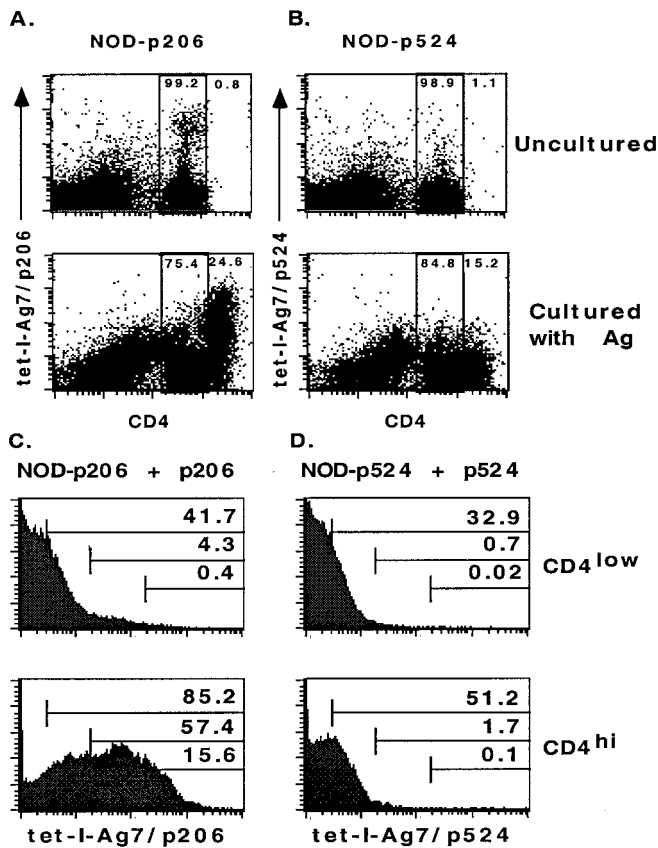 A.
NOD-p206
99.2 0.8
tet-I-Ag7/p206
75.4 24.6
CD4
B.
NOD-p524
98.9 1.1
Uncultured
tet-I-Ag7/p524
84.8 15.2
Cultured
with Ag
CD4
C.
NOD-p206 + p206
41.7
4.3
0.4
85.2
57.4
15.6
tet-I-Ag7/p206
D.
NOD-p524 + p524
32.9
0.7
0.02
CD4low
51.2
1.7
0.1
CD4hi
tet-I-Ag7/p524